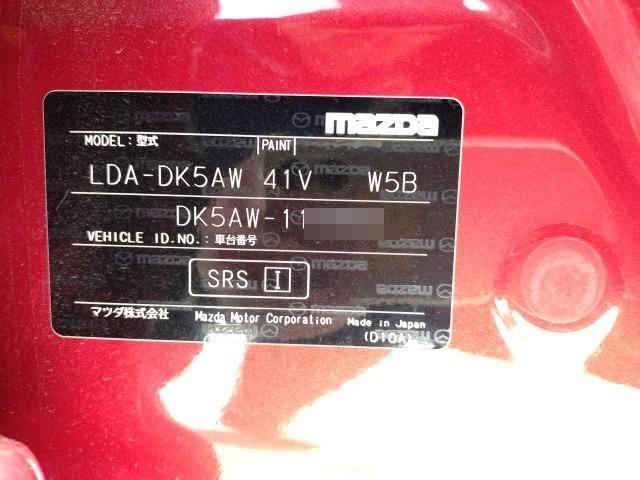 mazda
MODEL:型式 PAINT
LDA-DK5AW 41V W5B
DK5AW-11
VEHICLE ID.NO.:車台番号
SRS I
マツダ株式会社 Mazda Motor Corporation Made in Japan
(D10A)